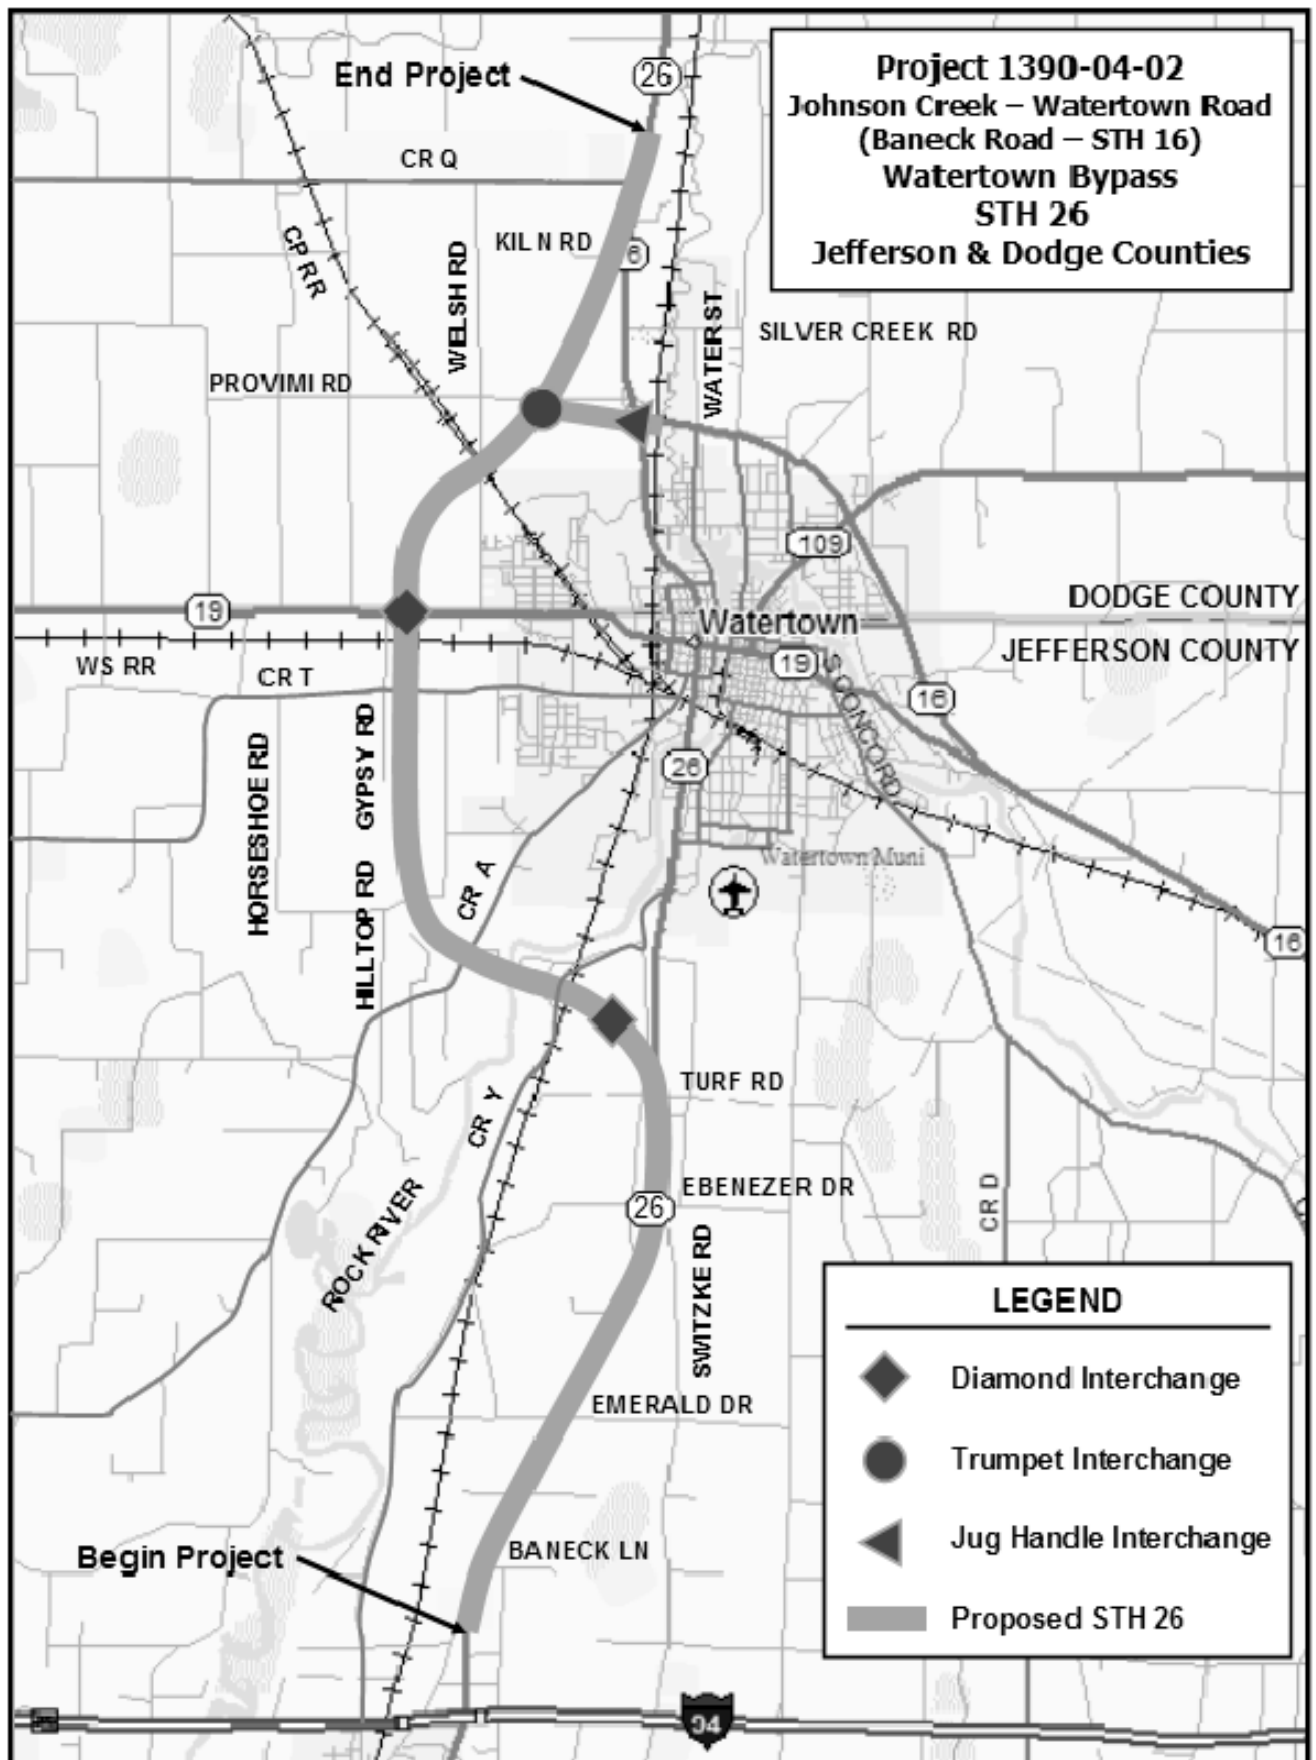 End Project
26
Project 1390-04-02
Johnson Creek – Watertown Road
(Baneck Road – STH 16)
Watertown Bypass
STH 26
Jefferson & Dodge Counties
CR Q
CP RR
WELSH RD
KILN RD
6
WATER ST
SILVER CREEK RD
PROVIMI RD
109
19
DODGE COUNTY
Watertown
JEFFERSON COUNTY
WS RR
CR T
19
S CONCORD
16
HORSESHOE RD
GYPSY RD
26
HILLTOP RD
CR A
Watertown Muni
16
TURF RD
CR Y
EBENEZER DR
26
CR D
ROCK RIVER
SWITZKE RD
EMERALD DR
LEGEND
Diamond Interchange
Trumpet Interchange
Jug Handle Interchange
Proposed STH 26
BANECK LN
Begin Project
94